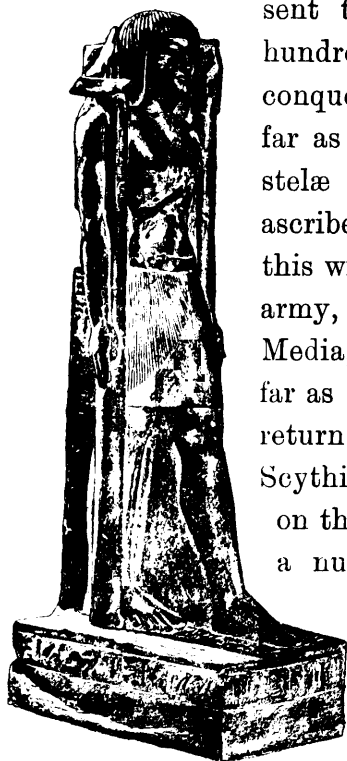 sent
hundre
conque
far as
stelæ
ascribe
this
army,
Media
far as
return
Scythi
on th
a nu